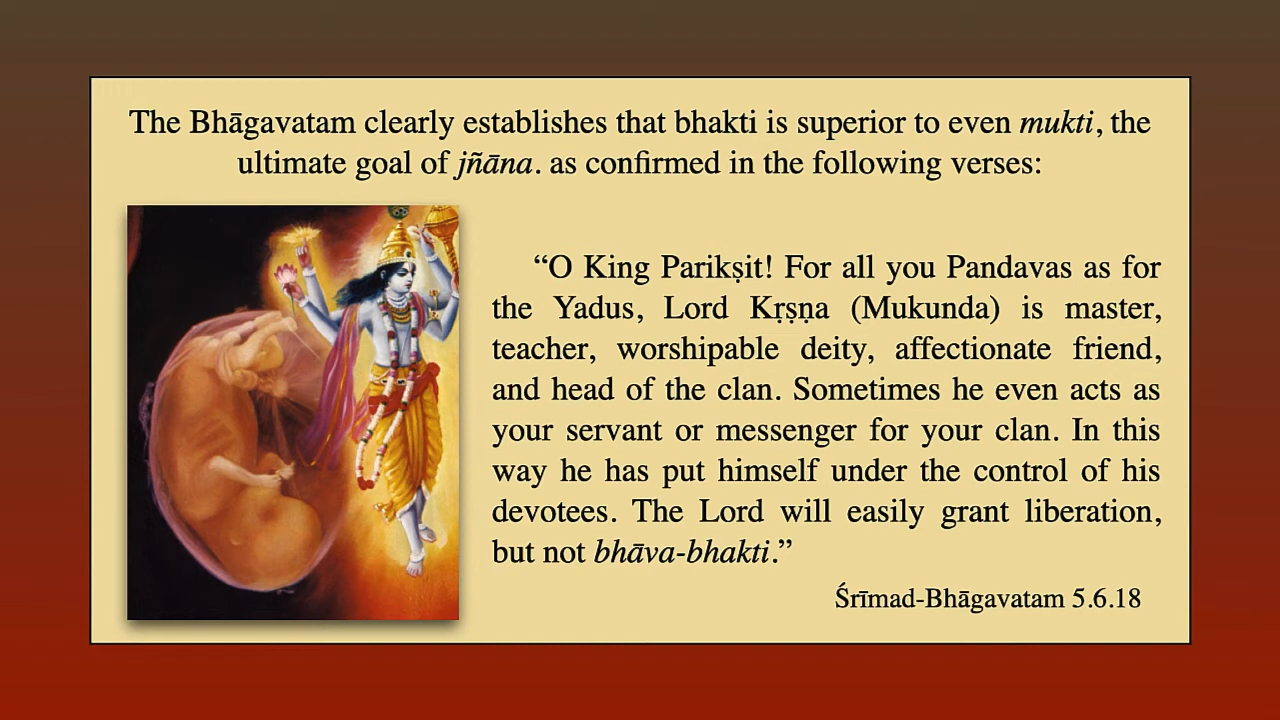 The Bhāgavatam clearly establishes that bhakti is superior to even mukti, the
ultimate goal of jñāna. as confirmed in the following verses:
“O King Parikṣit! For all you Pandavas as for
the Yadus, Lord Kṛṣṇa (Mukunda) is master,
teacher, worshipable deity, affectionate friend,
and head of the clan. Sometimes he even acts as
your servant or messenger for your clan. In this
way he has put himself under the control of his
devotees. The Lord will easily grant liberation,
but not bhāva-bhakti.”
Śrīmad-Bhāgavatam 5.6.18